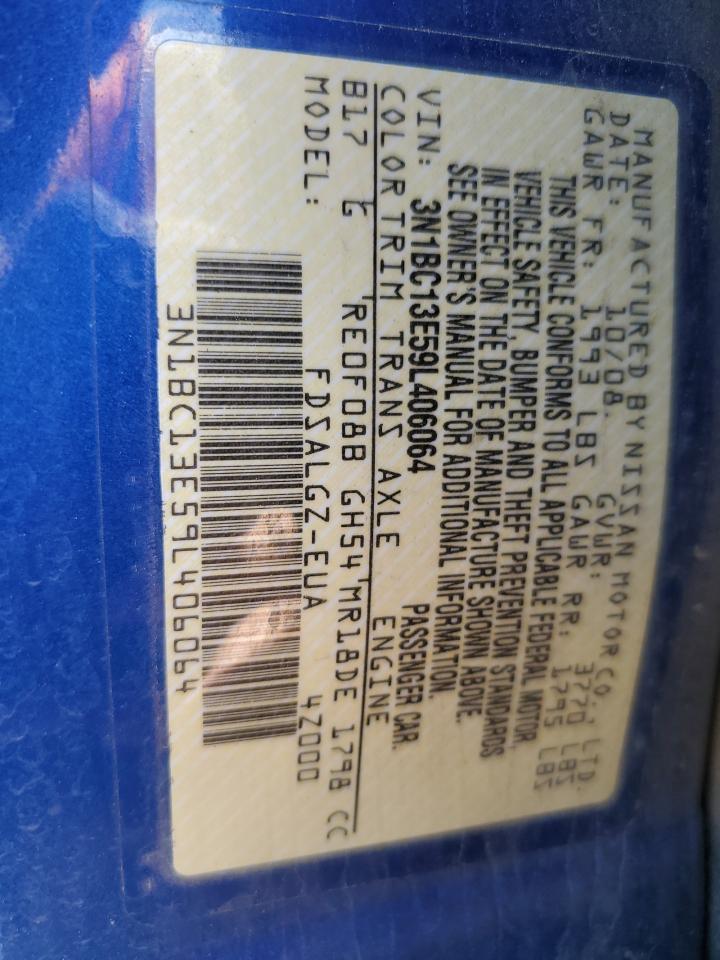 MANUFACTURED BY NISSAN MOTOR CO., LTD.
DATE: 10/08. GVWR: 3770 LBS
GAWR FR: 1993 LBS GAWR RR: 1795 LBS
THIS VEHICLE CONFORMS TO ALL APPLICABLE FEDERAL MOTOR
VEHICLE SAFETY, BUMPER AND THEFT PREVENTION STANDARDS
IN EFFECT ON THE DATE OF MANUFACTURE SHOWN ABOVE.
SEE OWNER'S MANUAL FOR ADDITIONAL INFORMATION.
VIN: 3N1BC13E59L406064 PASSENGER CAR.
COLOR TRIM TRANS AXLE ENGINE
B17 G RE0F08B GH54 MR18DE 1798 CC
MODEL: FDSALGZ-EUA 4Z000
3N1BC13E59L406064